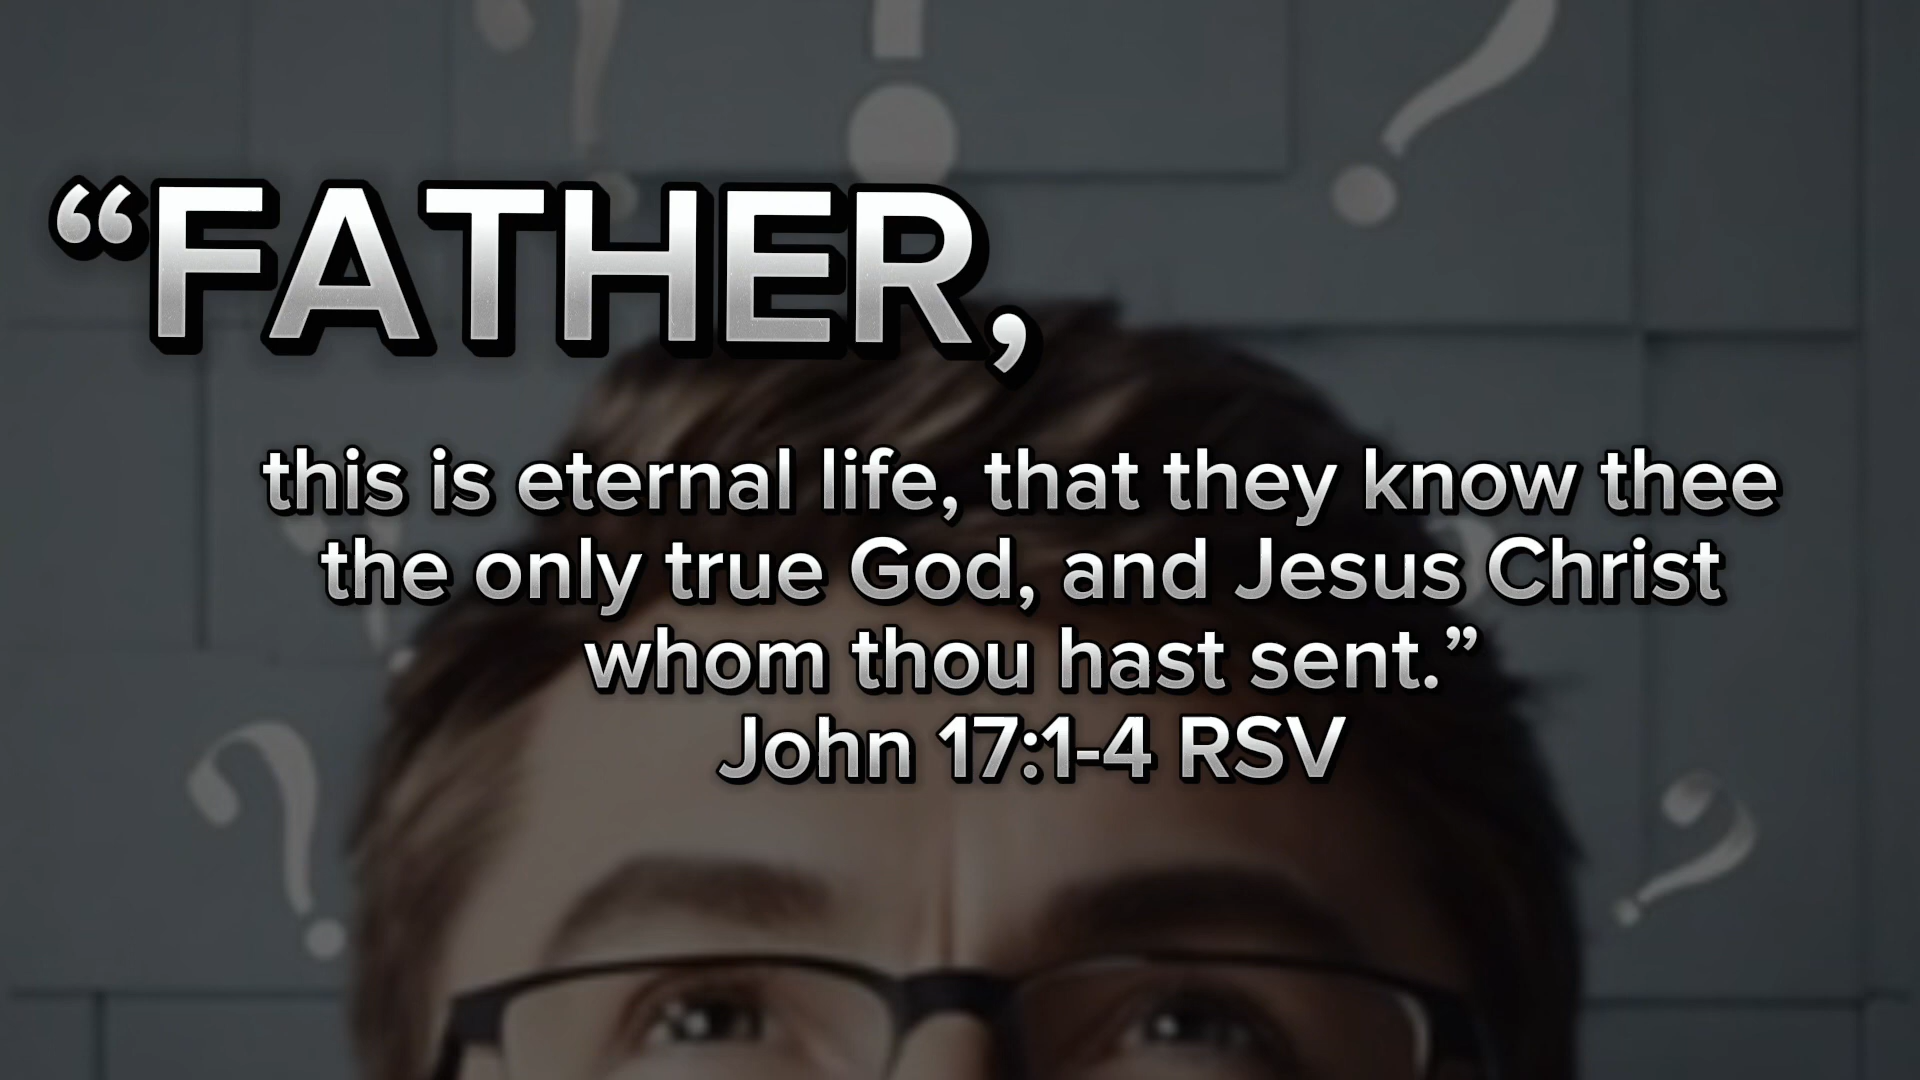 “FATHER,
this is eternal life, that they know thee
the only true God, and Jesus Christ
whom thou hast sent.”
John 17:1-4 RSV